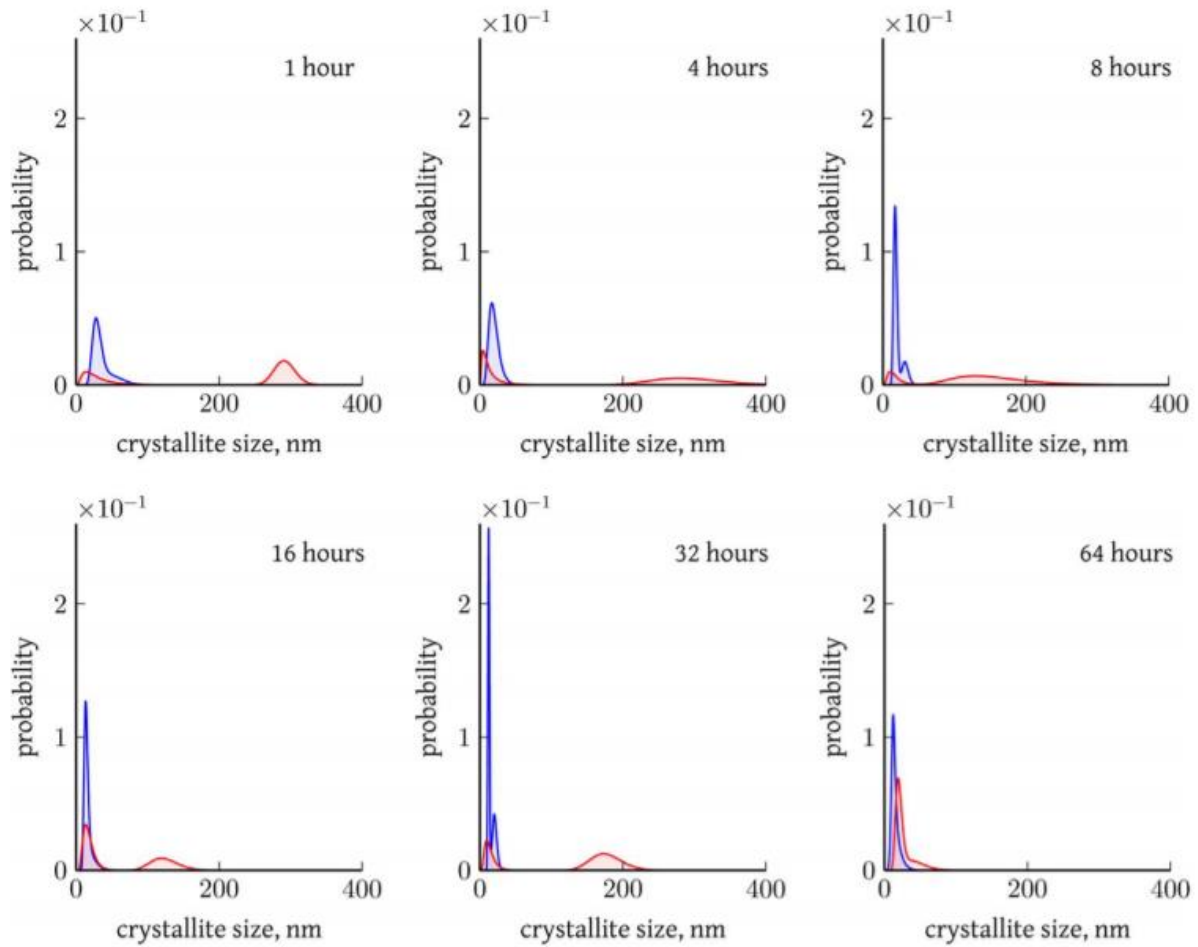 ×10⁻¹
1 hour
2
1
0
probability
0 200 400
crystallite size, nm
×10⁻¹
4 hours
2
1
0
probability
0 200 400
crystallite size, nm
×10⁻¹
8 hours
2
1
0
probability
0 200 400
crystallite size, nm
×10⁻¹
16 hours
2
1
0
probability
0 200 400
crystallite size, nm
×10⁻¹
32 hours
2
1
0
probability
0 200 400
crystallite size, nm
×10⁻¹
64 hours
2
1
0
probability
0 200 400
crystallite size, nm